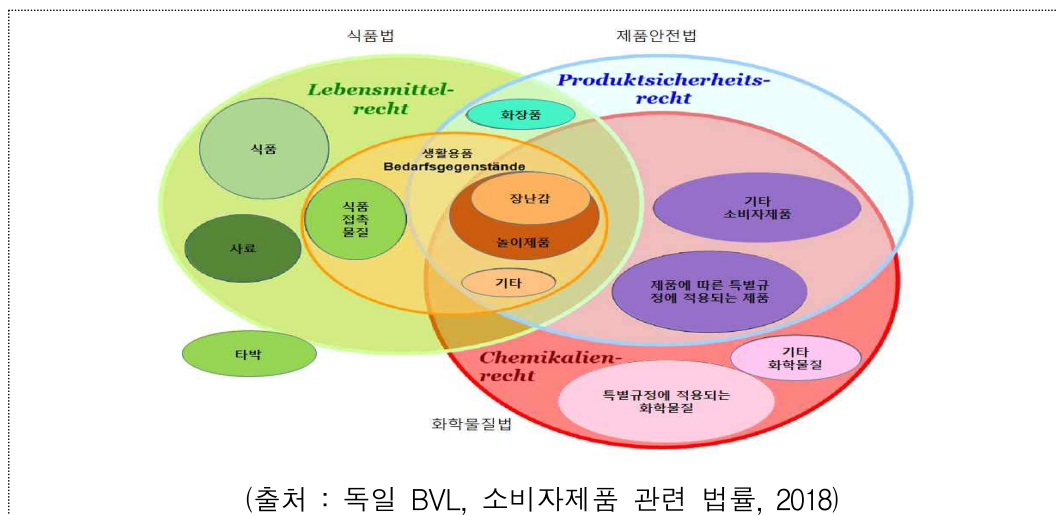 식품법
제품안전법
Lebensmittel-
recht
Produktsicherheits-
recht
화장품
식품
생활용품
Bedarfsgegenstände
장난감
식품
접촉
물질
기타
소비자제품
사료
놀이제품
기타
제품에 따른 특별규
정에 적용되는 제품
타박
Chemikalien-
recht
기타
화학물질
특별규정에 적용되는
화학물질
화학물질법
(출처 : 독일 BVL, 소비자제품 관련 법률, 2018)